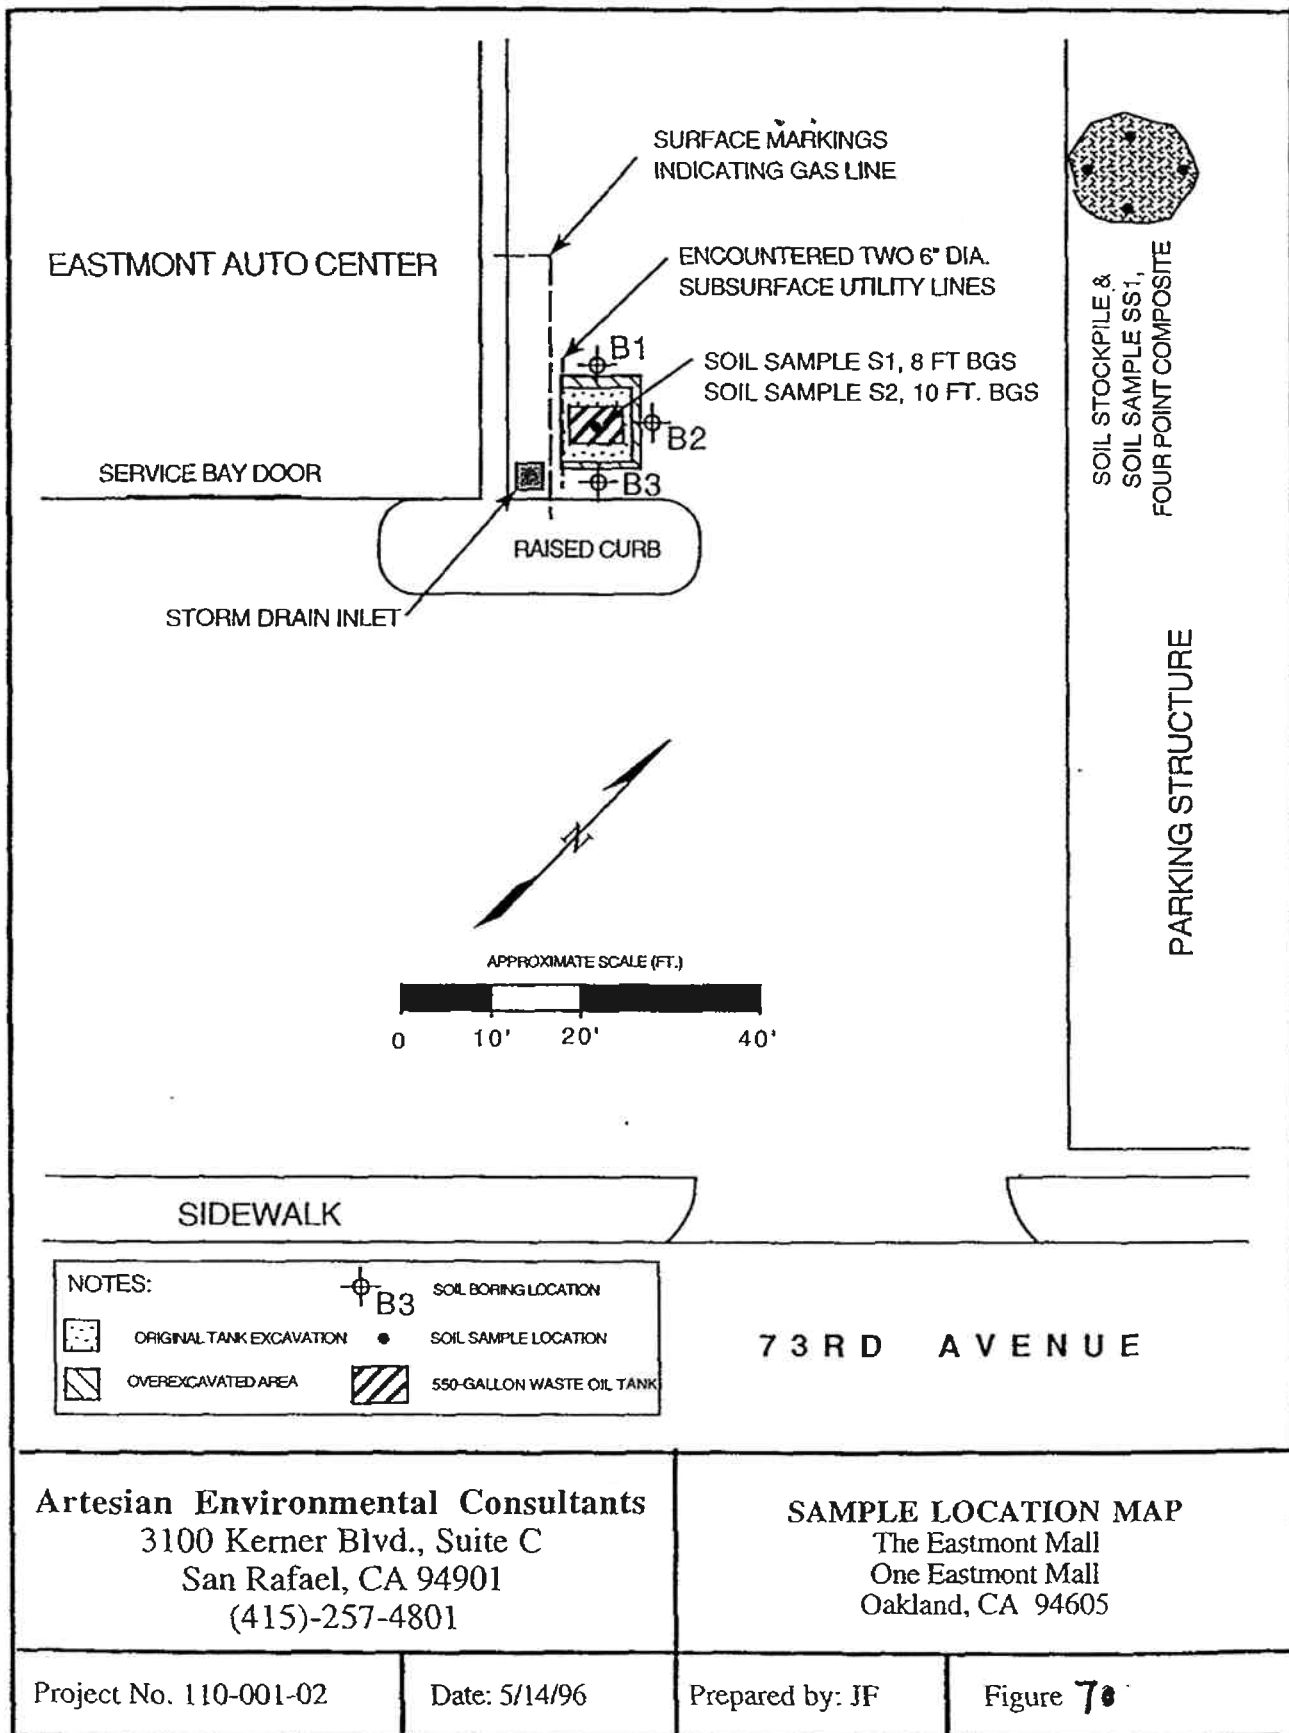 SURFACE MARKINGS
INDICATING GAS LINE
EASTMONT AUTO CENTER
ENCOUNTERED TWO 6" DIA.
SUBSURFACE UTILITY LINES
B1
SOIL SAMPLE S1, 8 FT BGS
SOIL SAMPLE S2, 10 FT. BGS
B2
B3
SERVICE BAY DOOR
RAISED CURB
STORM DRAIN INLET
SOIL STOCKPILE &
SOIL SAMPLE SS1,
FOUR POINT COMPOSITE
PARKING STRUCTURE
N
APPROXIMATE SCALE (FT.)
0 10' 20' 40'
SIDEWALK
NOTES:
B3 SOIL BORING LOCATION
ORIGINAL TANK EXCAVATION
SOIL SAMPLE LOCATION
OVEREXCAVATED AREA
550-GALLON WASTE OIL TANK
73RD AVENUE
Artesian Environmental Consultants
3100 Kerner Blvd., Suite C
San Rafael, CA 94901
(415)-257-4801
SAMPLE LOCATION MAP
The Eastmont Mall
One Eastmont Mall
Oakland, CA 94605
Project No. 110-001-02
Date: 5/14/96
Prepared by: JF
Figure